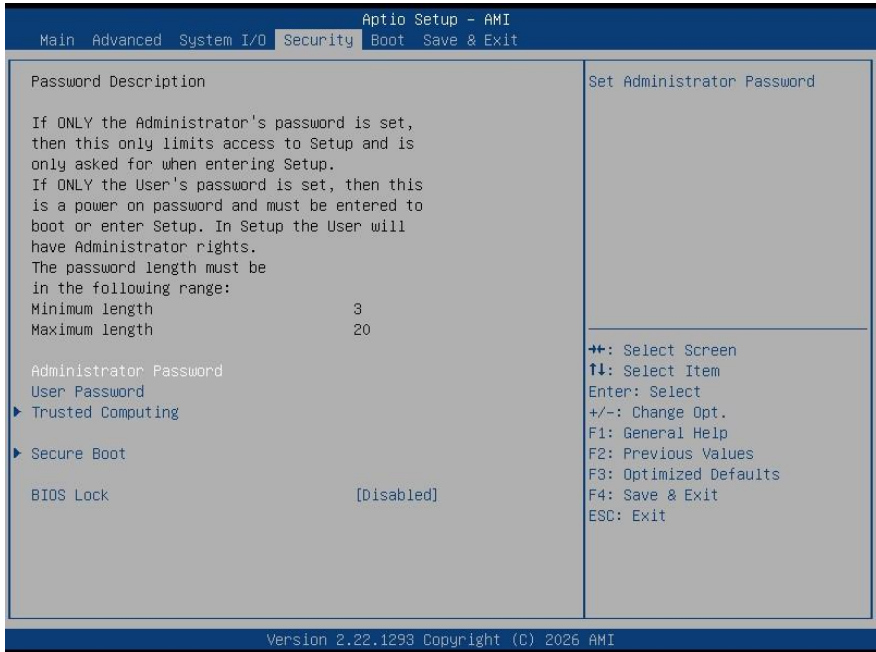 Aptio Setup - AMI
Main Advanced System I/O Security Boot Save & Exit
Password Description
If ONLY the Administrator's password is set,
then this only limits access to Setup and is
only asked for when entering Setup.
If ONLY the User's password is set, then this
is a power on password and must be entered to
boot or enter Setup. In Setup the User will
have Administrator rights.
The password length must be
in the following range:
Minimum length 3
Maximum length 20
Administrator Password
User Password
Trusted Computing
Secure Boot
BIOS Lock [Disabled]
Set Administrator Password
→←: Select Screen
↑↓: Select Item
Enter: Select
+/-: Change Opt.
F1: General Help
F2: Previous Values
F3: Optimized Defaults
F4: Save & Exit
ESC: Exit
Version 2.22.1293 Copyright (C) 2026 AMI